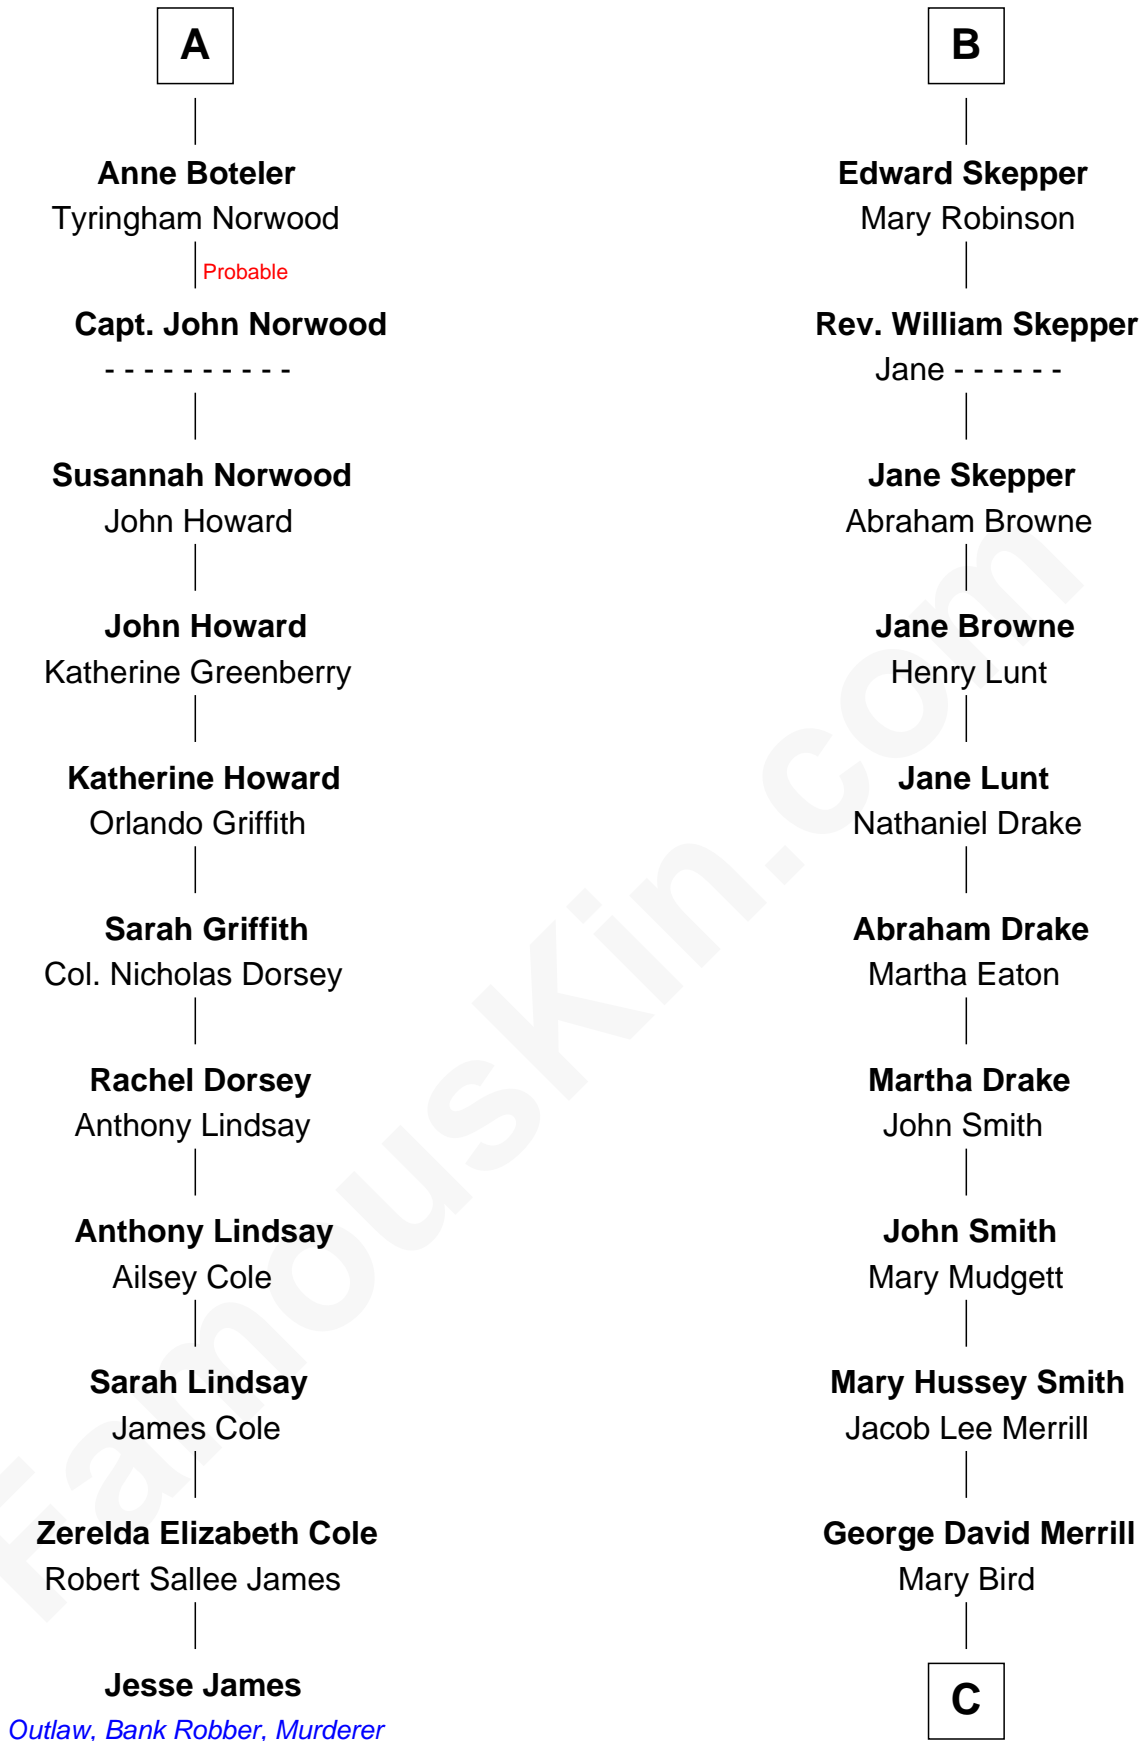 A
Anne Boteler
Tyringham Norwood
Probable
Capt. John Norwood
- - - - - - - - - -
Susannah Norwood
John Howard
John Howard
Katherine Greenberry
Katherine Howard
Orlando Griffith
Sarah Griffith
Col. Nicholas Dorsey
Rachel Dorsey
Anthony Lindsay
Anthony Lindsay
Ailsey Cole
Sarah Lindsay
James Cole
Zerelda Elizabeth Cole
Robert Sallee James
Jesse James
Outlaw, Bank Robber, Murderer
B
Edward Skepper
Mary Robinson
Rev. William Skepper
Jane - - - - - -
Jane Skepper
Abraham Browne
Jane Browne
Henry Lunt
Jane Lunt
Nathaniel Drake
Abraham Drake
Martha Eaton
Martha Drake
John Smith
John Smith
Mary Mudgett
Mary Hussey Smith
Jacob Lee Merrill
George David Merrill
Mary Bird
C
FamousKin.com